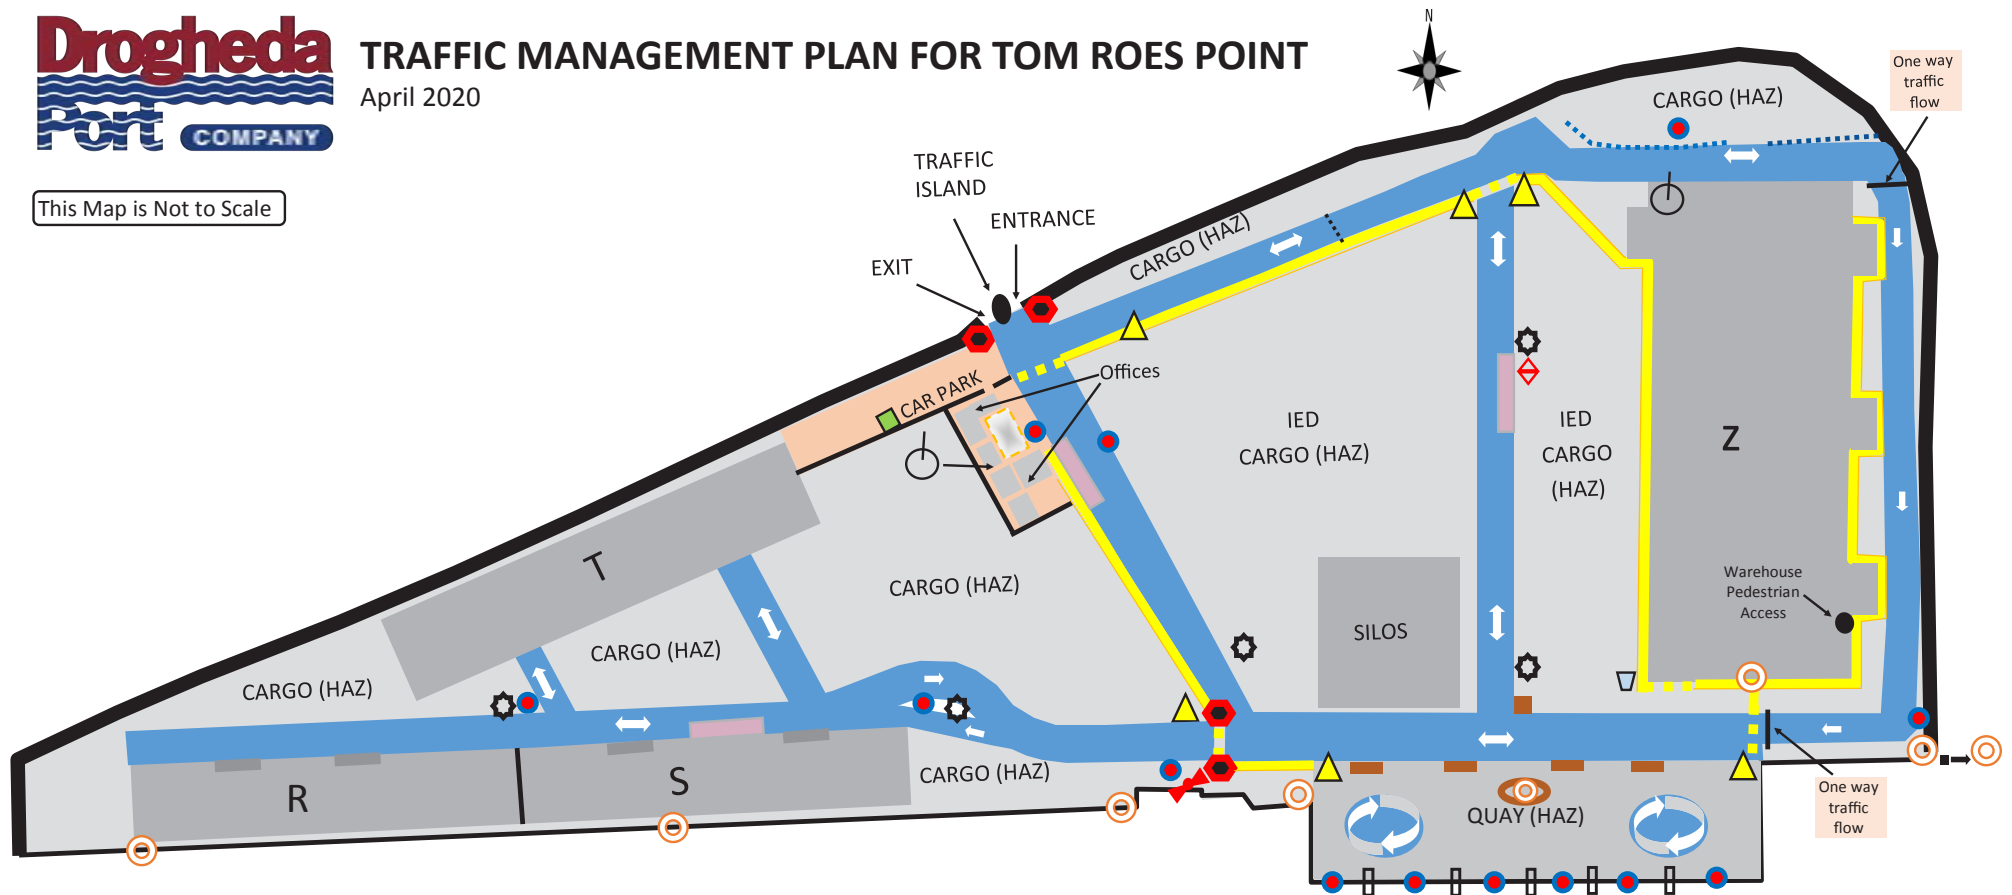 Drogheda
Port COMPANY
TRAFFIC MANAGEMENT PLAN FOR TOM ROES POINT
April 2020
This Map is Not to Scale
N
One way
traffic
flow
CARGO (HAZ)
TRAFFIC
ISLAND
ENTRANCE
EXIT
CARGO (HAZ)
CAR PARK
Offices
IED
CARGO (HAZ)
IED
CARGO
(HAZ)
Z
T
CARGO (HAZ)
SILOS
Warehouse
Pedestrian
Access
CARGO (HAZ)
CARGO (HAZ)
R
S
CARGO (HAZ)
QUAY (HAZ)
One way
traffic
flow